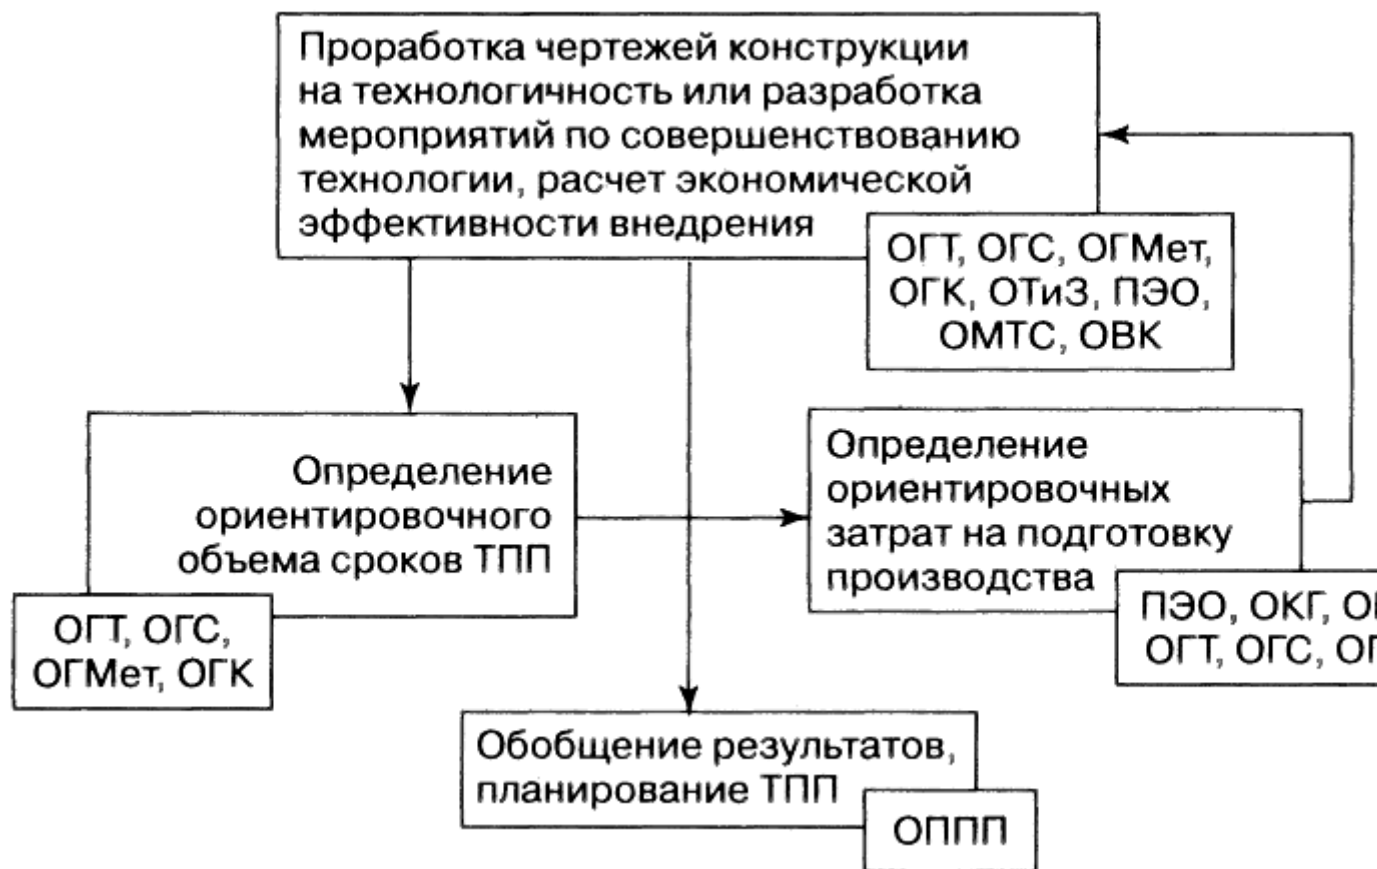 Проработка чертежей конструкции
на технологичность или разработка
мероприятий по совершенствованию
технологии, расчет экономической
эффективности внедрения
ОГТ, ОГС, ОГМет,
ОГК, ОТиЗ, ПЭО,
ОМТС, ОВК
Определение
ориентировочного
объема сроков ТПП
ОГТ, ОГС,
ОГМет, ОГК
Определение
ориентировочных
затрат на подготовку
производства
ПЭО, ОКГ,
ОГТ, ОГС,
Обобщение результатов,
планирование ТПП
ОППП